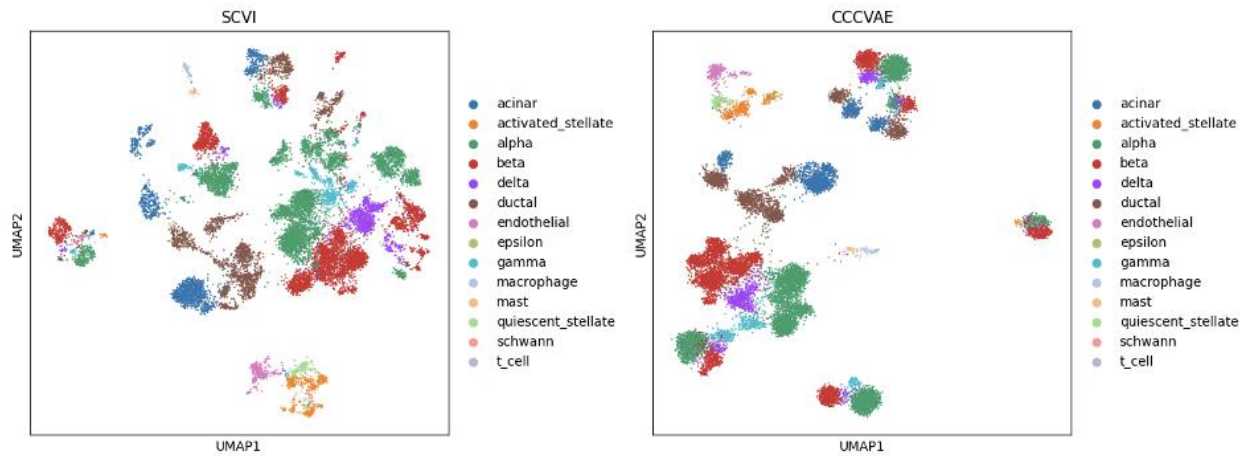 SCVI
UMAP2
UMAP1
acinar
activated_stellate
alpha
beta
delta
ductal
endothelial
epsilon
gamma
macrophage
mast
quiescent_stellate
schwann
t_cell
CCCVAE
UMAP2
UMAP1
acinar
activated_stellate
alpha
beta
delta
ductal
endothelial
epsilon
gamma
macrophage
mast
quiescent_stellate
schwann
t_cell